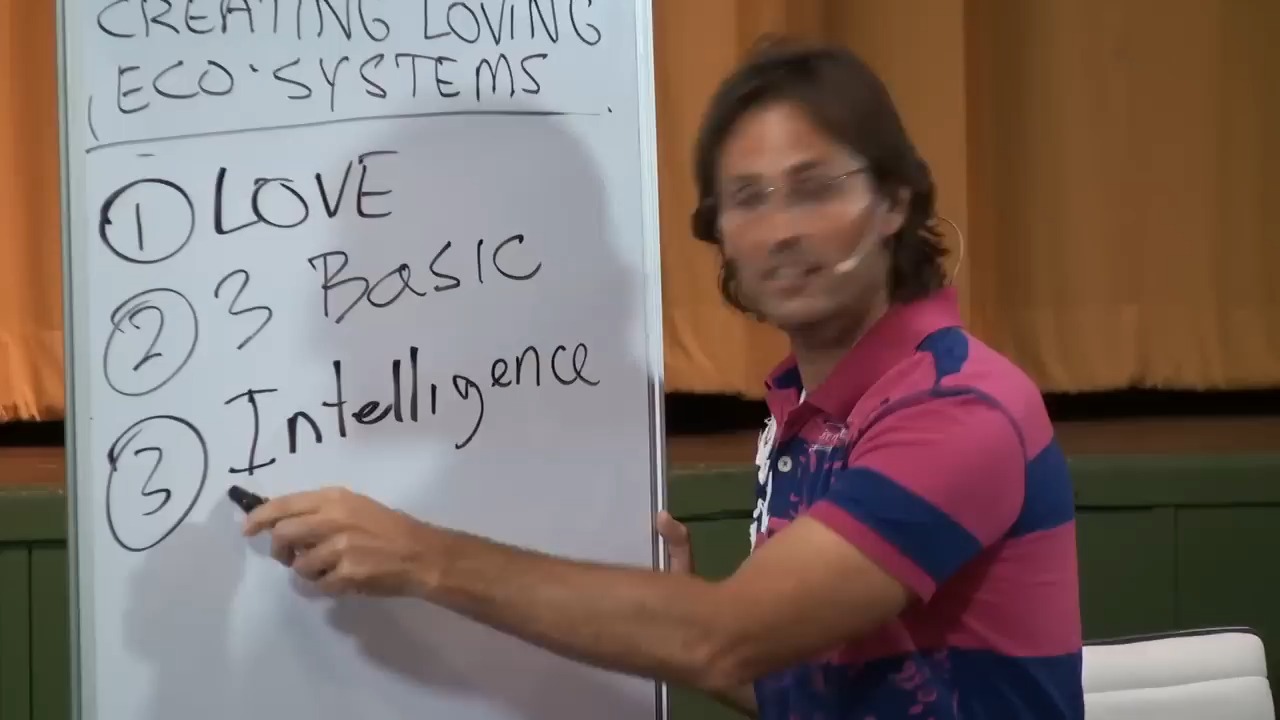 CREATING LOVING
ECO-SYSTEMS
1 LOVE
2 3 BASIC
3 Intelligence